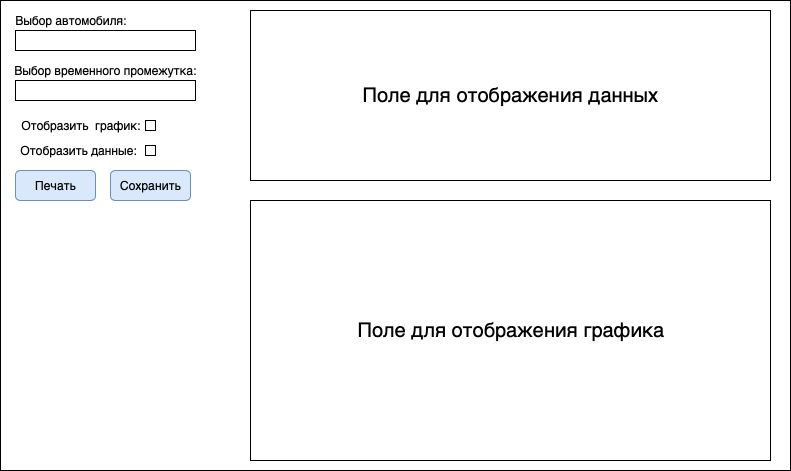 Выбор автомобиля:
Выбор временного промежутка:
Отобразить график:
Отобразить данные:
Печать
Сохранить
Поле для отображения данных
Поле для отображения графика